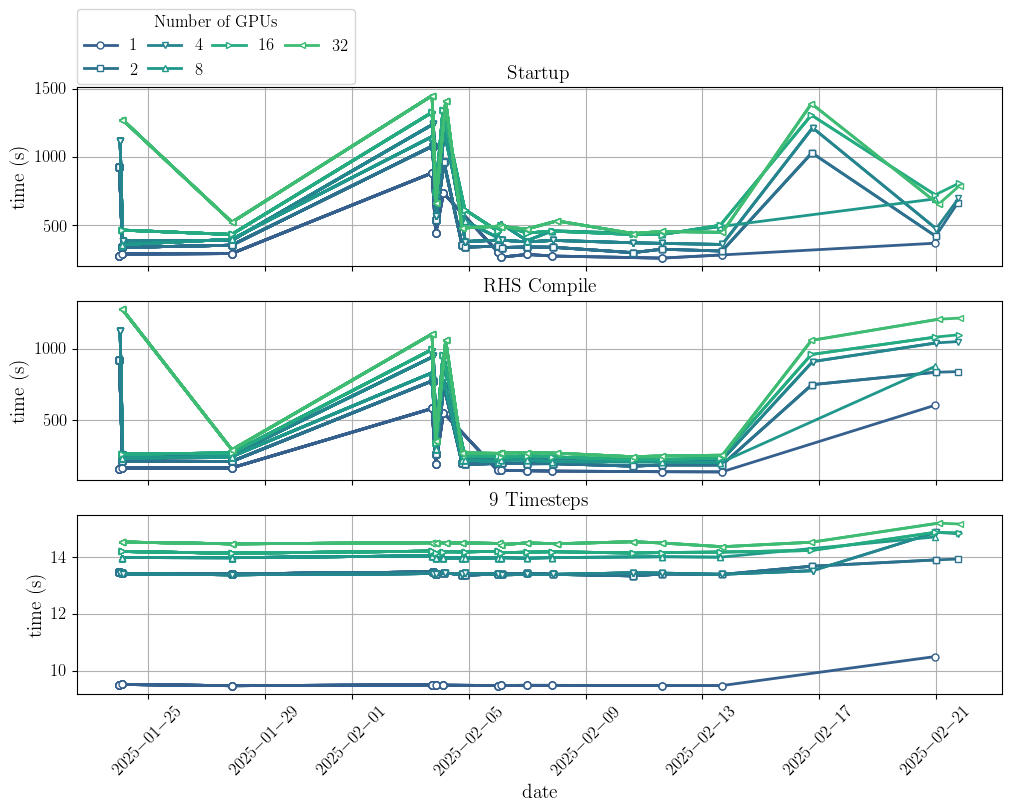 Number of GPUs
1 4 16 32
2 8
Startup
1500
1000
500
time (s)
RHS Compile
1000
500
time (s)
9 Timesteps
14
12
10
time (s)
2025−01−25 2025−01−29 2025−02−01 2025−02−05 2025−02−09 2025−02−13 2025−02−17 2025−02−21
date